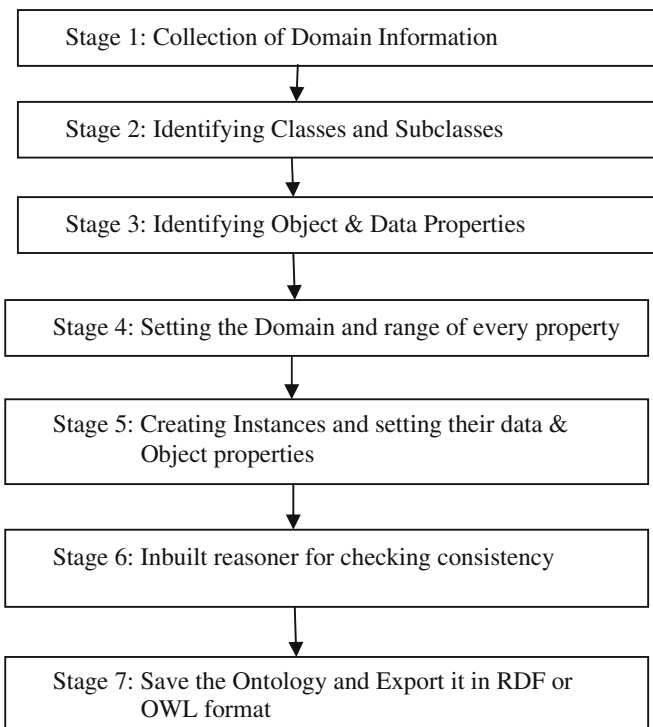 Stage 1: Collection of Domain Information
Stage 2: Identifying Classes and Subclasses
Stage 3: Identifying Object & Data Properties
Stage 4: Setting the Domain and range of every property
Stage 5: Creating Instances and setting their data &
Object properties
Stage 6: Inbuilt reasoner for checking consistency
Stage 7: Save the Ontology and Export it in RDF or
OWL format